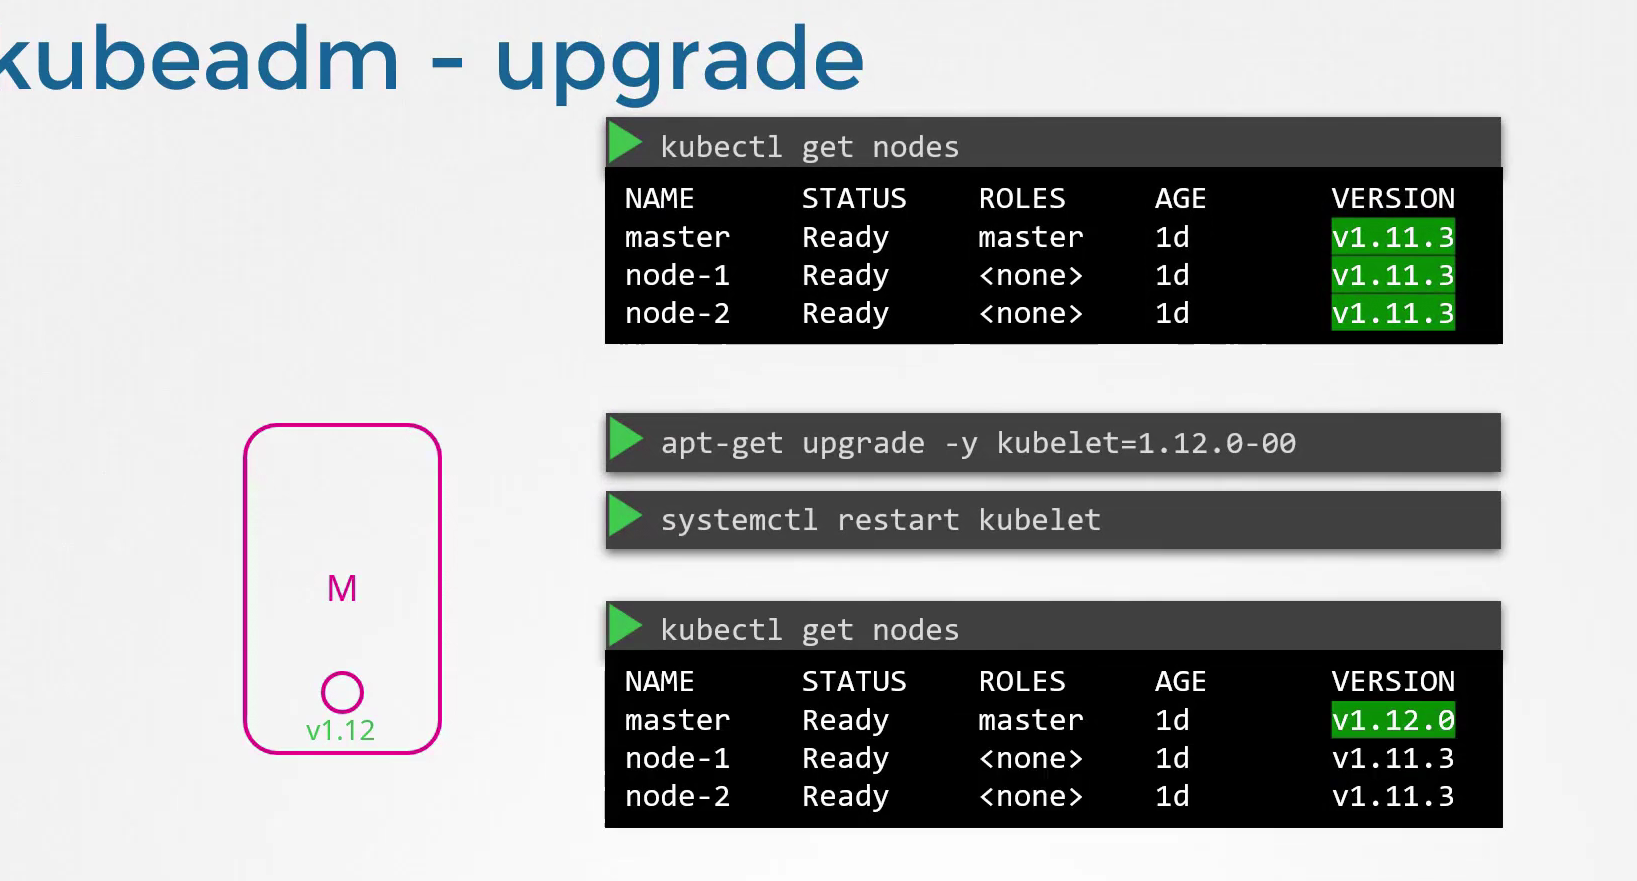 kubeadm - upgrade
kubectl get nodes
NAME STATUS ROLES AGE VERSION
master Ready master 1d v1.11.3
node-1 Ready <none> 1d v1.11.3
node-2 Ready <none> 1d v1.11.3
apt-get upgrade -y kubelet=1.12.0-00
systemctl restart kubelet
kubectl get nodes
NAME STATUS ROLES AGE VERSION
master Ready master 1d v1.12.0
node-1 Ready <none> 1d v1.11.3
node-2 Ready <none> 1d v1.11.3
M
v1.12